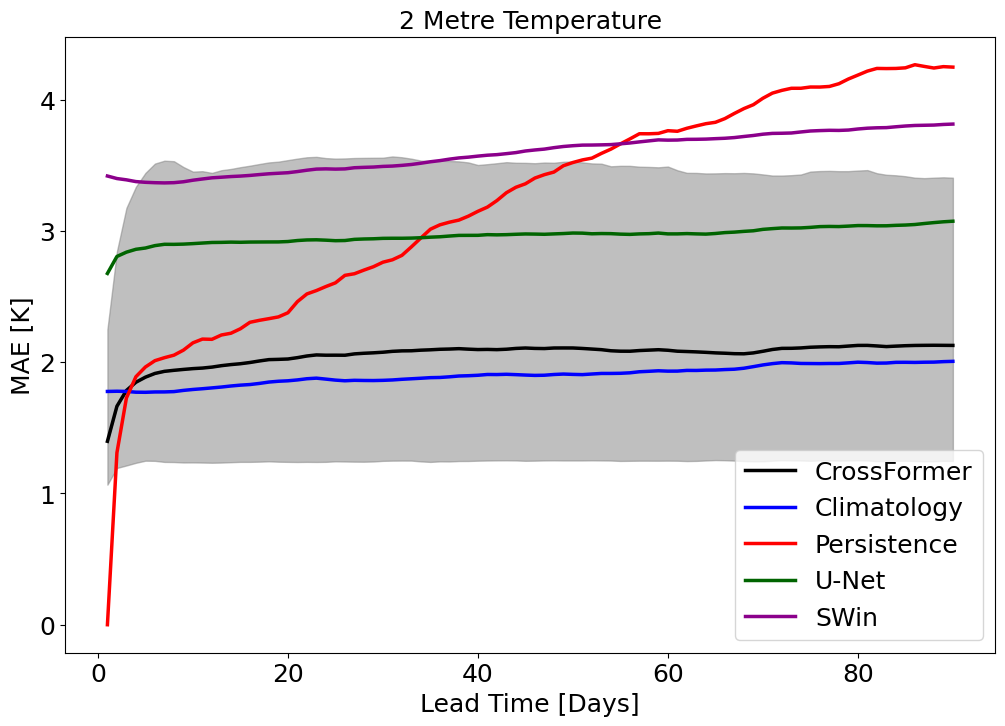 2 Metre Temperature
MAE [K]
4
3
2
1
0
0 20 40 60 80
Lead Time [Days]
CrossFormer
Climatology
Persistence
U-Net
SWin